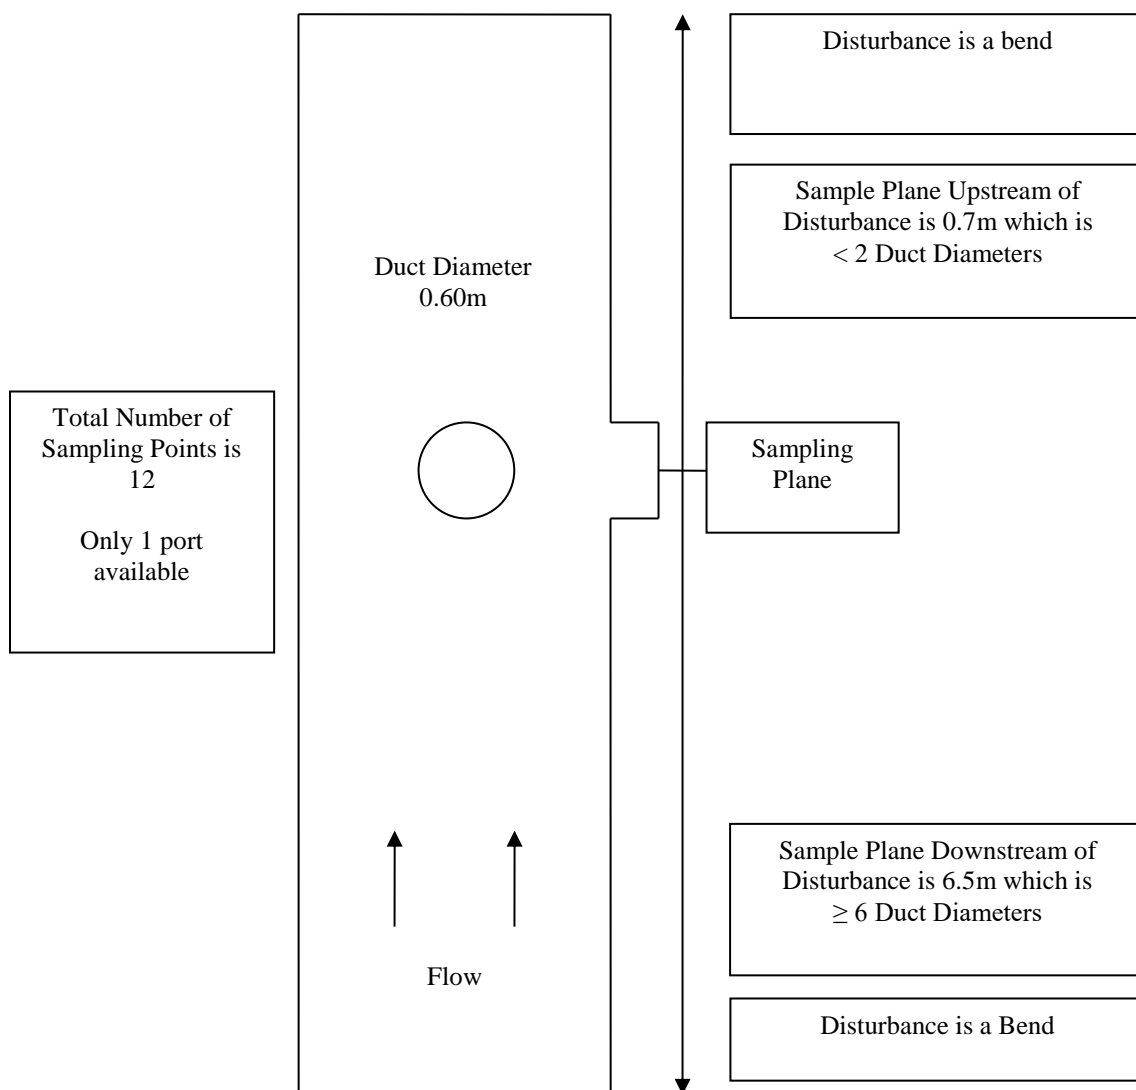 Disturbance is a bend
Sample Plane Upstream of
Disturbance is 0.7m which is
< 2 Duct Diameters
Duct Diameter
0.60m
Total Number of
Sampling Points is
12
Only 1 port
available
Sampling
Plane
Sample Plane Downstream of
Disturbance is 6.5m which is
≥ 6 Duct Diameters
Flow
Disturbance is a Bend